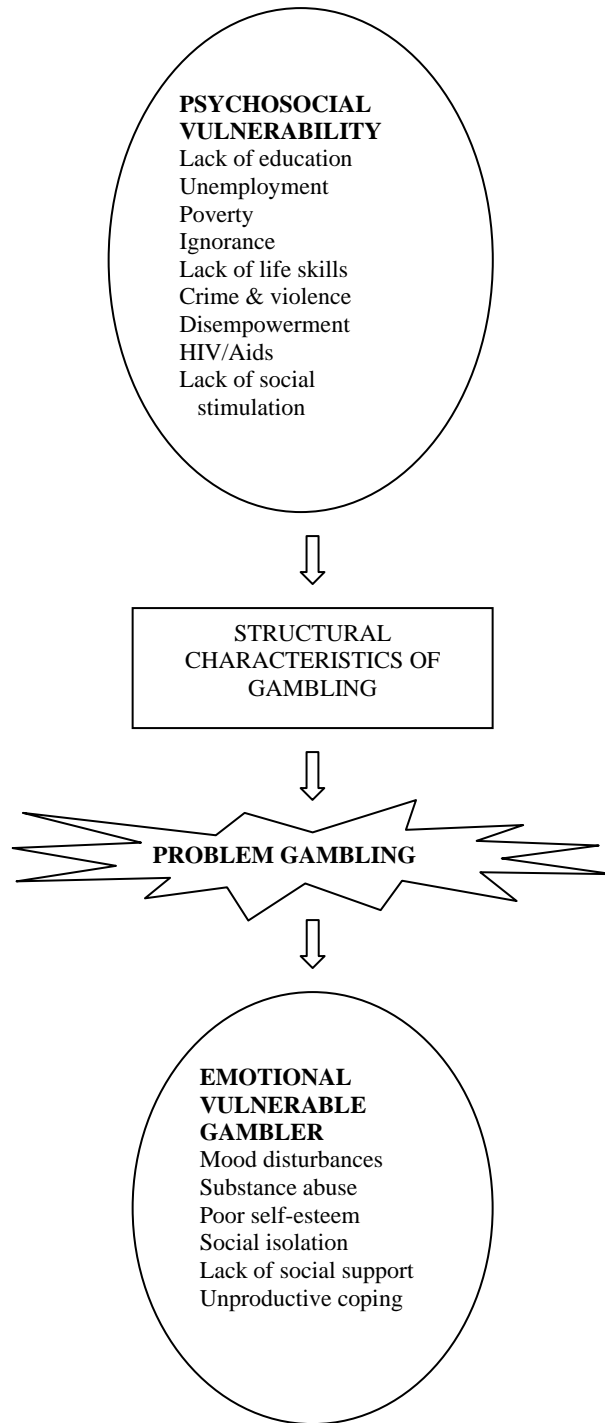 PSYCHOSOCIAL
VULNERABILITY
Lack of education
Unemployment
Poverty
Ignorance
Lack of life skills
Crime & violence
Disempowerment
HIV/Aids
Lack of social
stimulation
STRUCTURAL
CHARACTERISTICS OF
GAMBLING
PROBLEM GAMBLING
EMOTIONAL
VULNERABLE
GAMBLER
Mood disturbances
Substance abuse
Poor self-esteem
Social isolation
Lack of social support
Unproductive coping